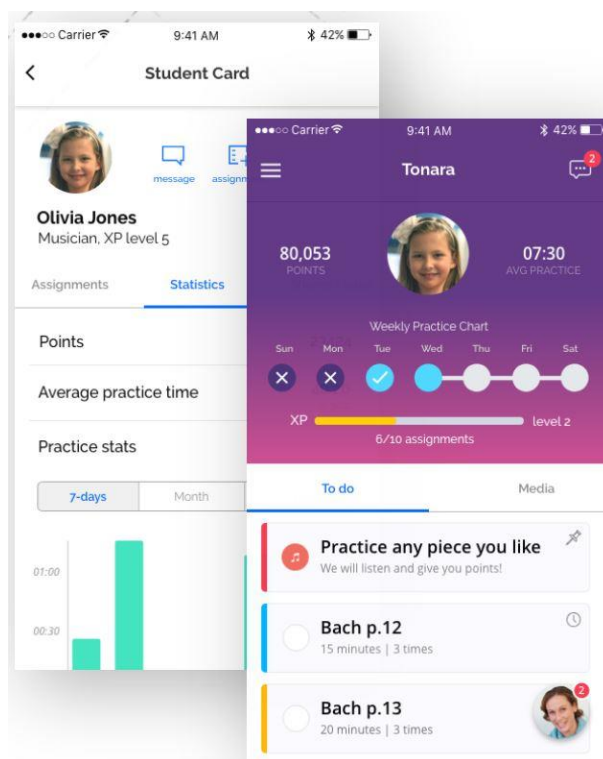 Carrier 9:41 AM 42%
Student Card
message
Olivia Jones
Musician, XP level 5
Assignments Statistics
Points
Average practice time
Practice stats
7-days Month
01:00
00:30
Carrier 9:41 AM 42%
Tonara 2
80,053 07:30
POINTS AVG PRACTICE
Weekly Practice Chart
Sun Mon Tue Wed Thu Fri Sat
XP level 2
6/10 assignments
To do Media
Practice any piece you like
We will listen and give you points!
Bach p.12
15 minutes | 3 times
Bach p.13 2
20 minutes | 3 times